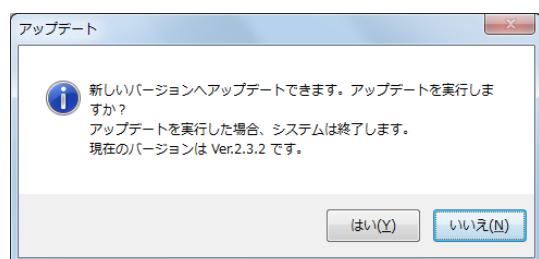 アップデート
新しいバージョンへアップデートできます。アップデートを実行しま
すか？
アップデートを実行した場合、システムは終了します。
現在のバージョンは Ver.2.3.2 です。
はい(Y)
いいえ(N)